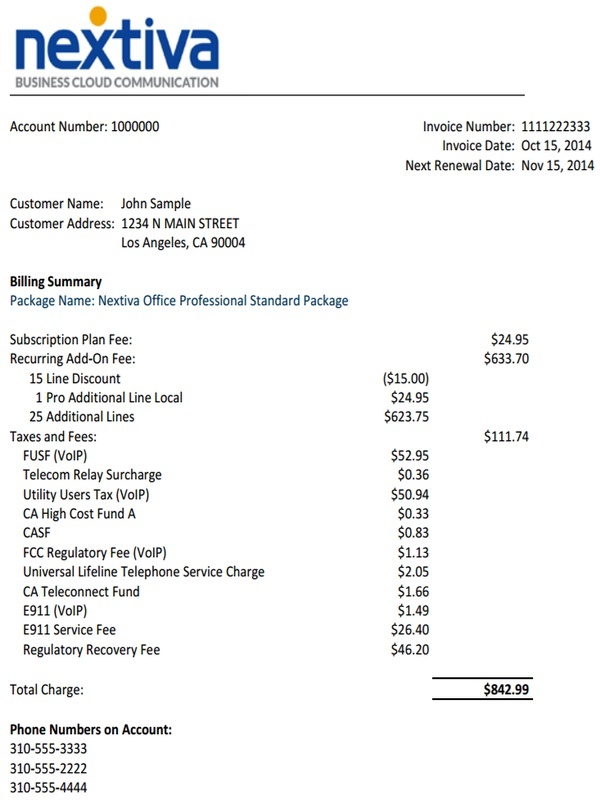 nextiva
BUSINESS CLOUD COMMUNICATION
Account Number: 1000000 Invoice Number: 1111222333
Invoice Date: Oct 15, 2014
Next Renewal Date: Nov 15, 2014
Customer Name: John Sample
Customer Address: 1234 N MAIN STREET
Los Angeles, CA 90004
Billing Summary
Package Name: Nextiva Office Professional Standard Package
Subscription Plan Fee: $24.95
Recurring Add-On Fee: $633.70
15 Line Discount ($15.00)
1 Pro Additional Line Local $24.95
25 Additional Lines $623.75
Taxes and Fees: $111.74
FUSF (VoIP) $52.95
Telecom Relay Surcharge $0.36
Utility Users Tax (VoIP) $50.94
CA High Cost Fund A $0.33
CASF $0.83
FCC Regulatory Fee (VoIP) $1.13
Universal Lifeline Telephone Service Charge $2.05
CA Teleconnect Fund $1.66
E911 (VoIP) $1.49
E911 Service Fee $26.40
Regulatory Recovery Fee $46.20
Total Charge: $842.99
Phone Numbers on Account:
310-555-3333
310-555-2222
310-555-4444